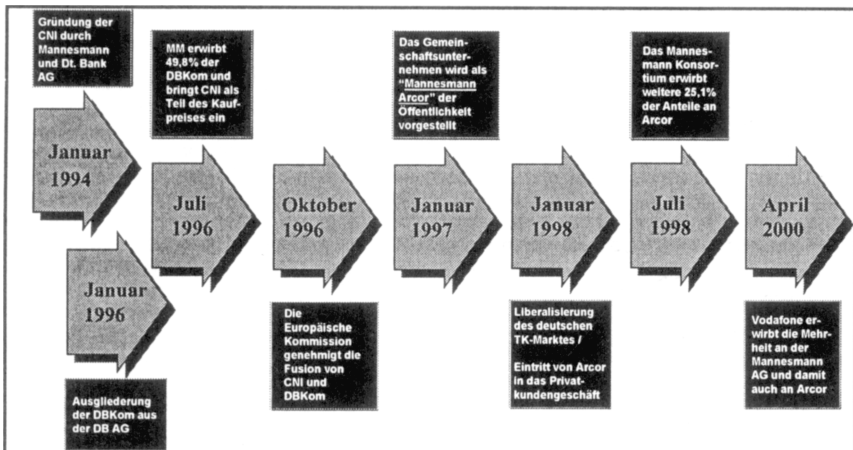 Gründung der
CNI durch
Mannesmann
und Dt. Bank
AG
Januar
1994
Januar
1996
Ausgliederung
der DBKom aus
der DB AG
MM erwirbt
49,8% der
DBKom und
bringt CNI als
Teil des Kauf-
preises ein
Juli
1996
Oktober
1996
Die
Europäische
Kommission
genehmigt die
Fusion von
CNI und
DBKom
Das Gemein-
schaftsunter-
nehmen wird als
"Mannesmann
Arcor" der
Öffentlichkeit
vorgestellt
Januar
1997
Januar
1998
Liberalisierung
des deutschen
TK-Marktes /
Eintritt von Arcor
in das Privat-
kundengeschäft
Das Mannes-
mann Konsor-
tium erwirbt
weitere 25,1%
der Anteile an
Arcor
Juli
1998
April
2000
Vodafone er-
wirbt die Mehr-
heit an der
Mannesmann
AG und damit
auch an Arcor